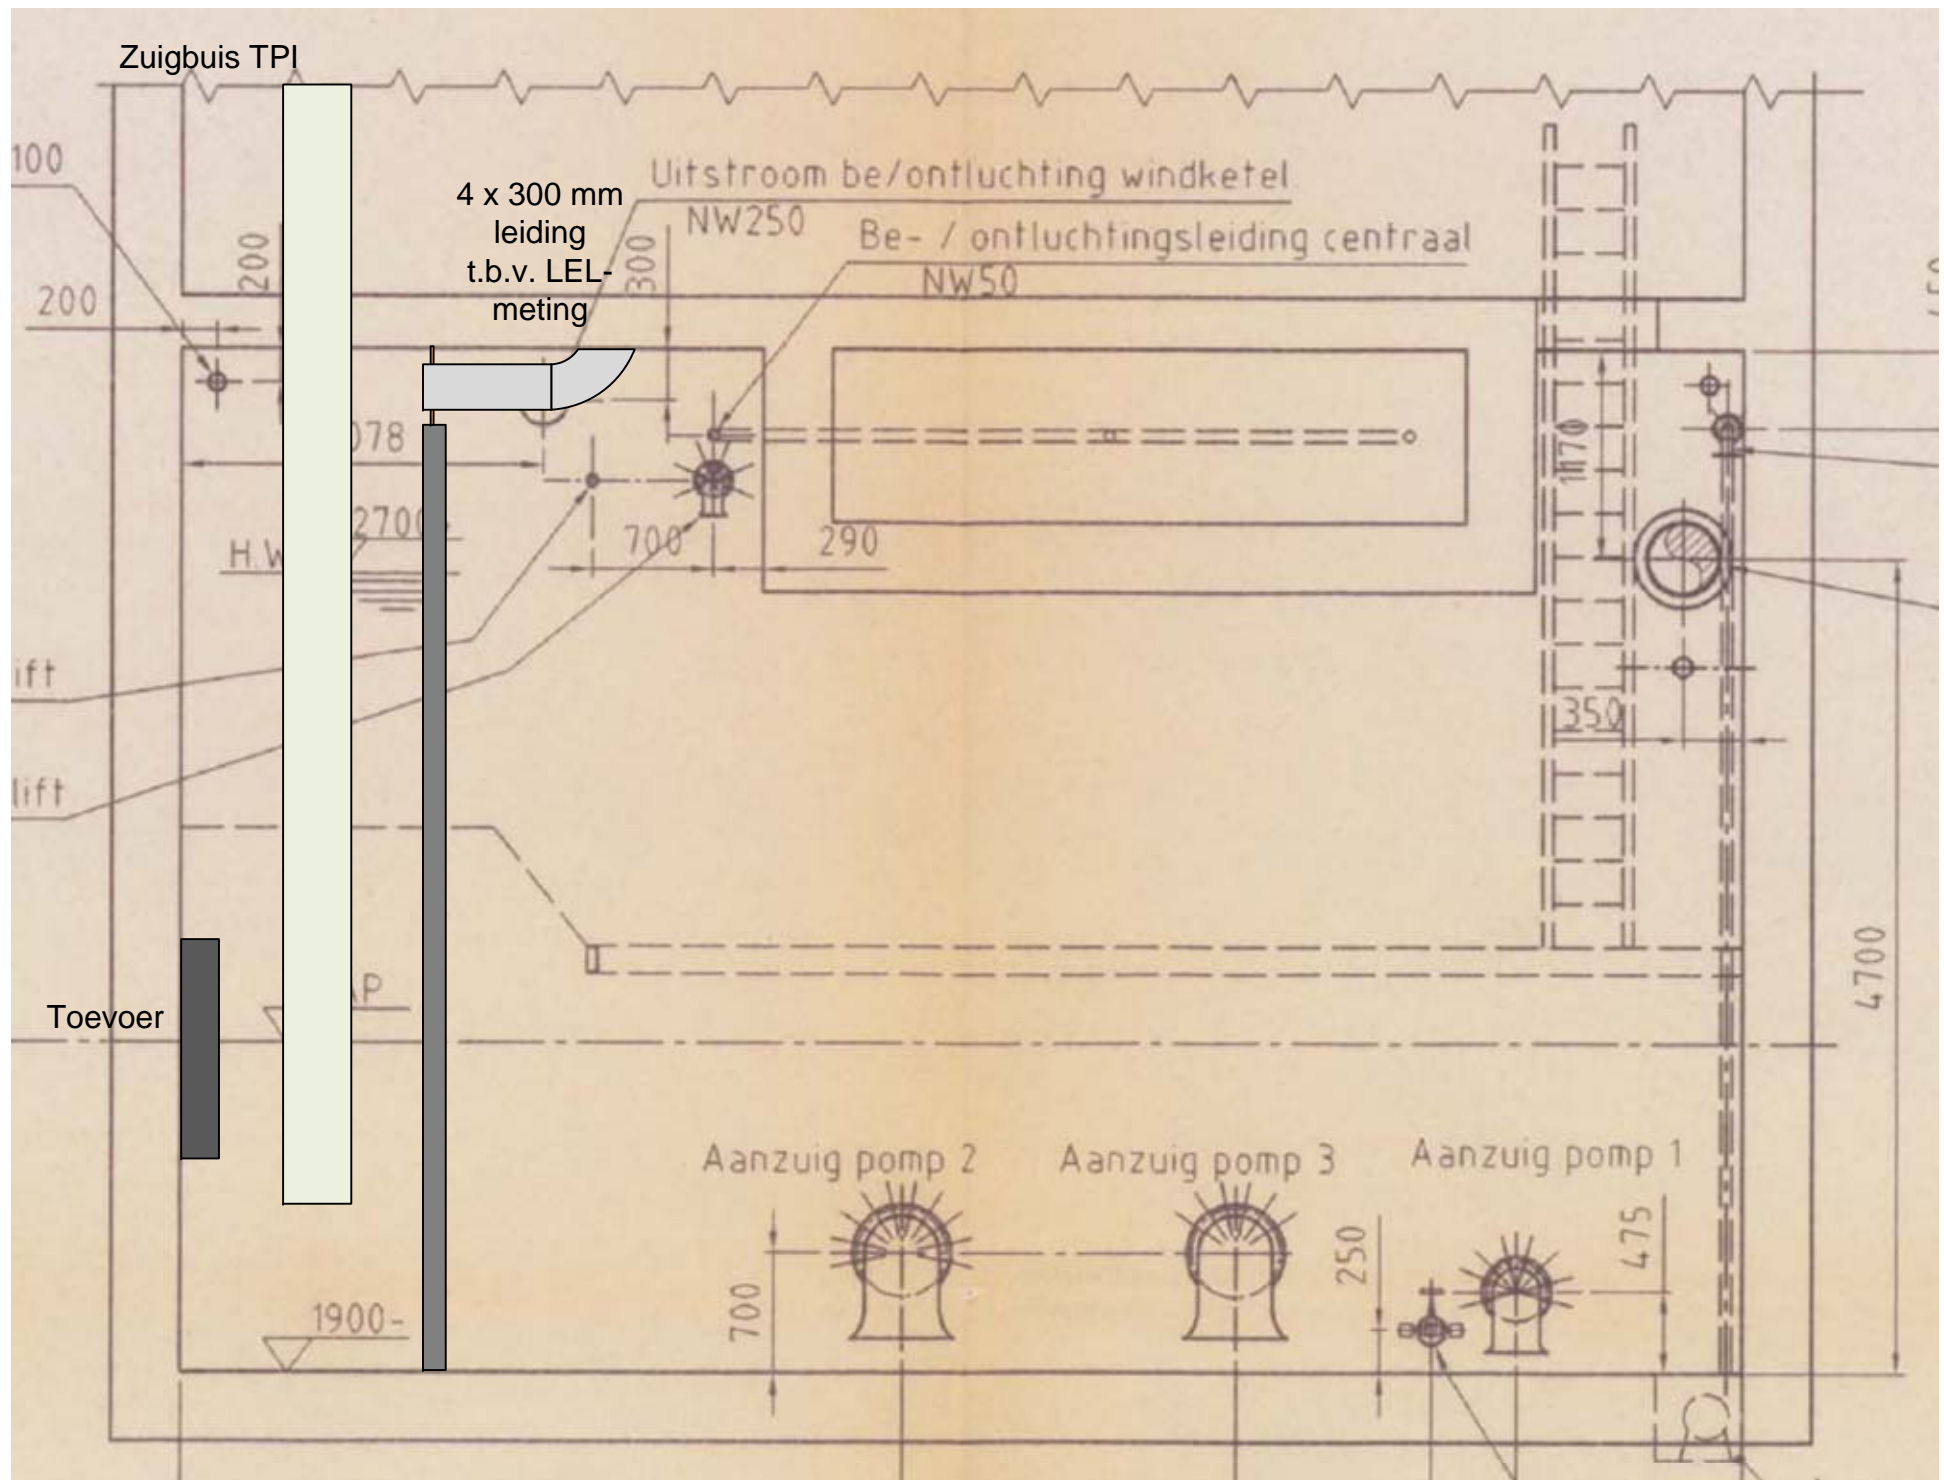 Zuigbuis TPI
100
Uitstroom be/ontluchting windketel
NW250
4 x 300 mm
leiding
t.b.v. LEL-
meting
Be- / ontluchtingsleiding centraal
NW50
200
300
200
078
1170
2700-
H.W
700
290
ift
350
lift
4700
AP
Toevoer
Aanzuig pomp 2
Aanzuig pomp 3
Aanzuig pomp 1
700
250
475
1900-